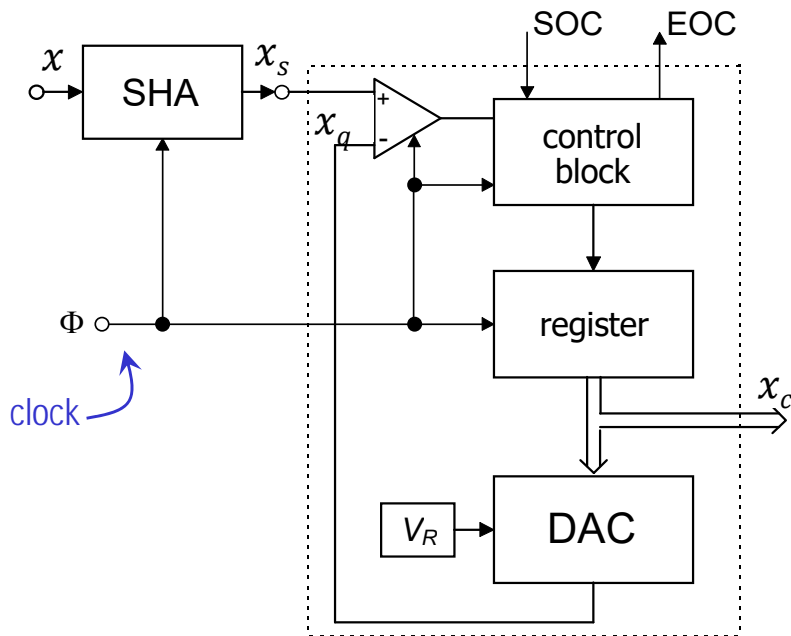 SOC EOC
x SHA x_s
+
x_q
-
control
block
Φ
register
clock
x_c
V_R DAC